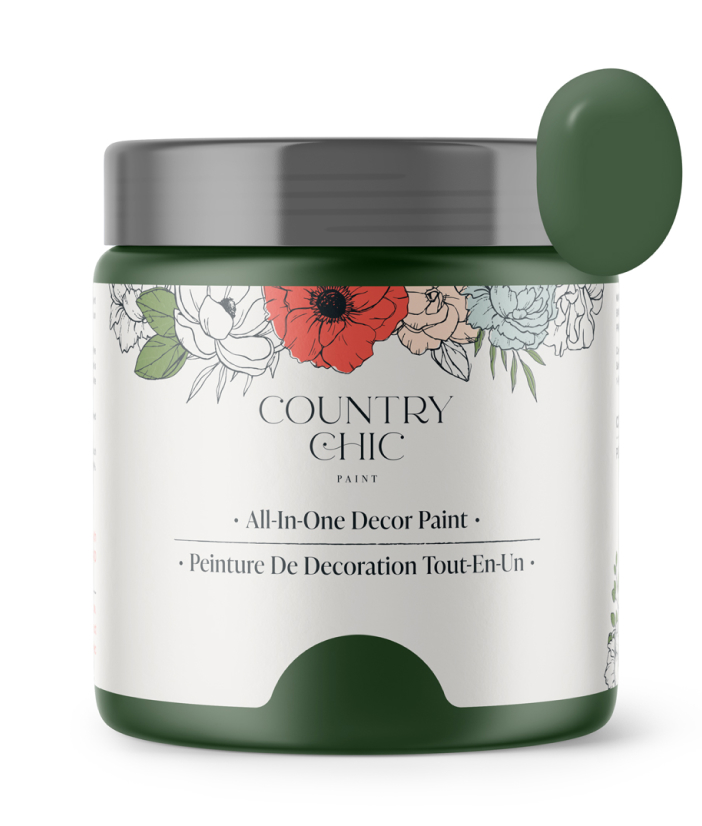 COUNTRY
CHIC
PAINT
· All-In-One Decor Paint ·
· Peinture De Decoration Tout-En-Un ·